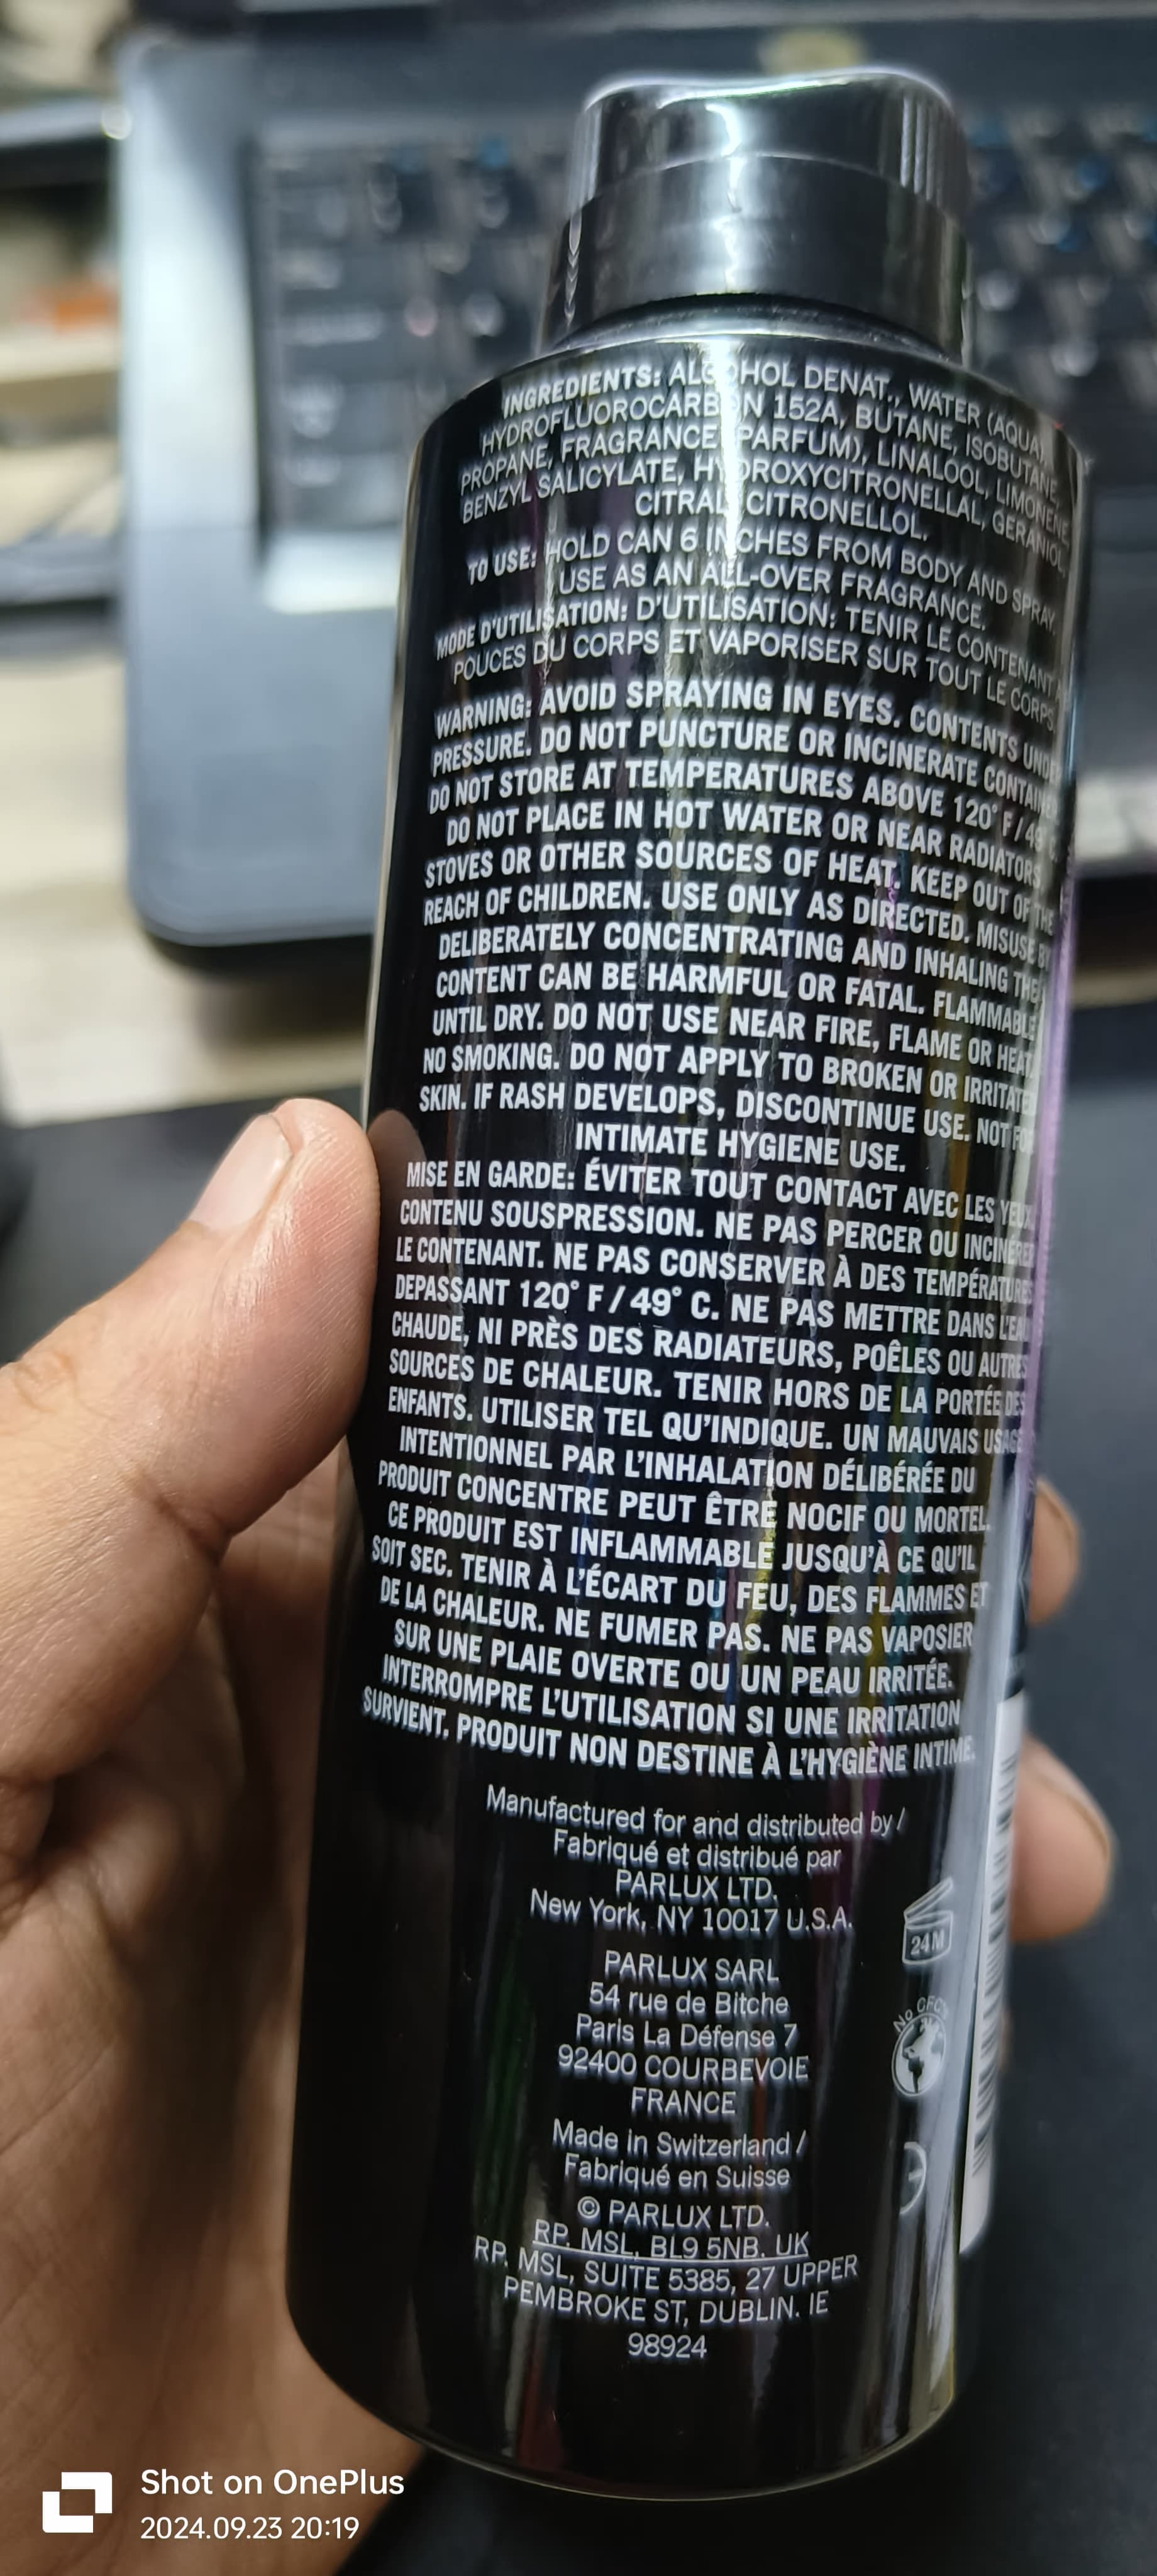 INGREDIENTS: ALCOHOL DENAT., WATER (AQUA),
HYDROFLUOROCARBON 152A, BUTANE, ISOBUTANE,
PROPANE, FRAGRANCE (PARFUM), LINALOOL, LIMONENE,
BENZYL SALICYLATE, HYDROXYCITRONELLAL, GERANIOL,
CITRAL, CITRONELLOL.
TO USE: HOLD CAN 6 INCHES FROM BODY AND SPRAY.
USE AS AN ALL-OVER FRAGRANCE.
MODE D'UTILISATION: D'UTILISATION: TENIR LE CONTENANT À
POUCES DU CORPS ET VAPORISER SUR TOUT LE CORPS.
WARNING: AVOID SPRAYING IN EYES. CONTENTS UNDER
PRESSURE. DO NOT PUNCTURE OR INCINERATE CONTAINER.
DO NOT STORE AT TEMPERATURES ABOVE 120° F / 49° C.
DO NOT PLACE IN HOT WATER OR NEAR RADIATORS,
STOVES OR OTHER SOURCES OF HEAT. KEEP OUT OF THE
REACH OF CHILDREN. USE ONLY AS DIRECTED. MISUSE BY
DELIBERATELY CONCENTRATING AND INHALING THE
CONTENT CAN BE HARMFUL OR FATAL. FLAMMABLE
UNTIL DRY. DO NOT USE NEAR FIRE, FLAME OR HEAT.
NO SMOKING. DO NOT APPLY TO BROKEN OR IRRITATED
SKIN. IF RASH DEVELOPS, DISCONTINUE USE. NOT FOR
INTIMATE HYGIENE USE.
MISE EN GARDE: ÉVITER TOUT CONTACT AVEC LES YEUX.
CONTENU SOUSPRESSION. NE PAS PERCER OU INCINÉRER
LE CONTENANT. NE PAS CONSERVER À DES TEMPÉRATURES
DEPASSANT 120° F / 49° C. NE PAS METTRE DANS L'EAU
CHAUDE, NI PRÈS DES RADIATEURS, POÊLES OU AUTRES
SOURCES DE CHALEUR. TENIR HORS DE LA PORTÉE DES
ENFANTS. UTILISER TEL QU'INDIQUE. UN MAUVAIS USAGE
INTENTIONNEL PAR L'INHALATION DÉLIBÉRÉE DU
PRODUIT CONCENTRE PEUT ÊTRE NOCIF OU MORTEL.
CE PRODUIT EST INFLAMMABLE JUSQU'À CE QU'IL
SOIT SEC. TENIR À L'ÉCART DU FEU, DES FLAMMES ET
DE LA CHALEUR. NE FUMER PAS. NE PAS VAPOSIER
SUR UNE PLAIE OVERTE OU UN PEAU IRRITÉE.
INTERROMPRE L'UTILISATION SI UNE IRRITATION
SURVIENT. PRODUIT NON DESTINE À L'HYGIÈNE INTIME.
Manufactured for and distributed by /
Fabriqué et distribué par
PARLUX LTD.
New York, NY 10017 U.S.A.
24M
PARLUX SARL
54 rue de Bitche
Paris La Défense 7
92400 COURBEVOIE
FRANCE
No CFC's
Made in Switzerland /
Fabriqué en Suisse
© PARLUX LTD.
RP. MSL, BL9 5NB. UK
RP. MSL, SUITE 5385, 27 UPPER
PEMBROKE ST, DUBLIN. IE
98924
Shot on OnePlus
2024.09.23 20:19